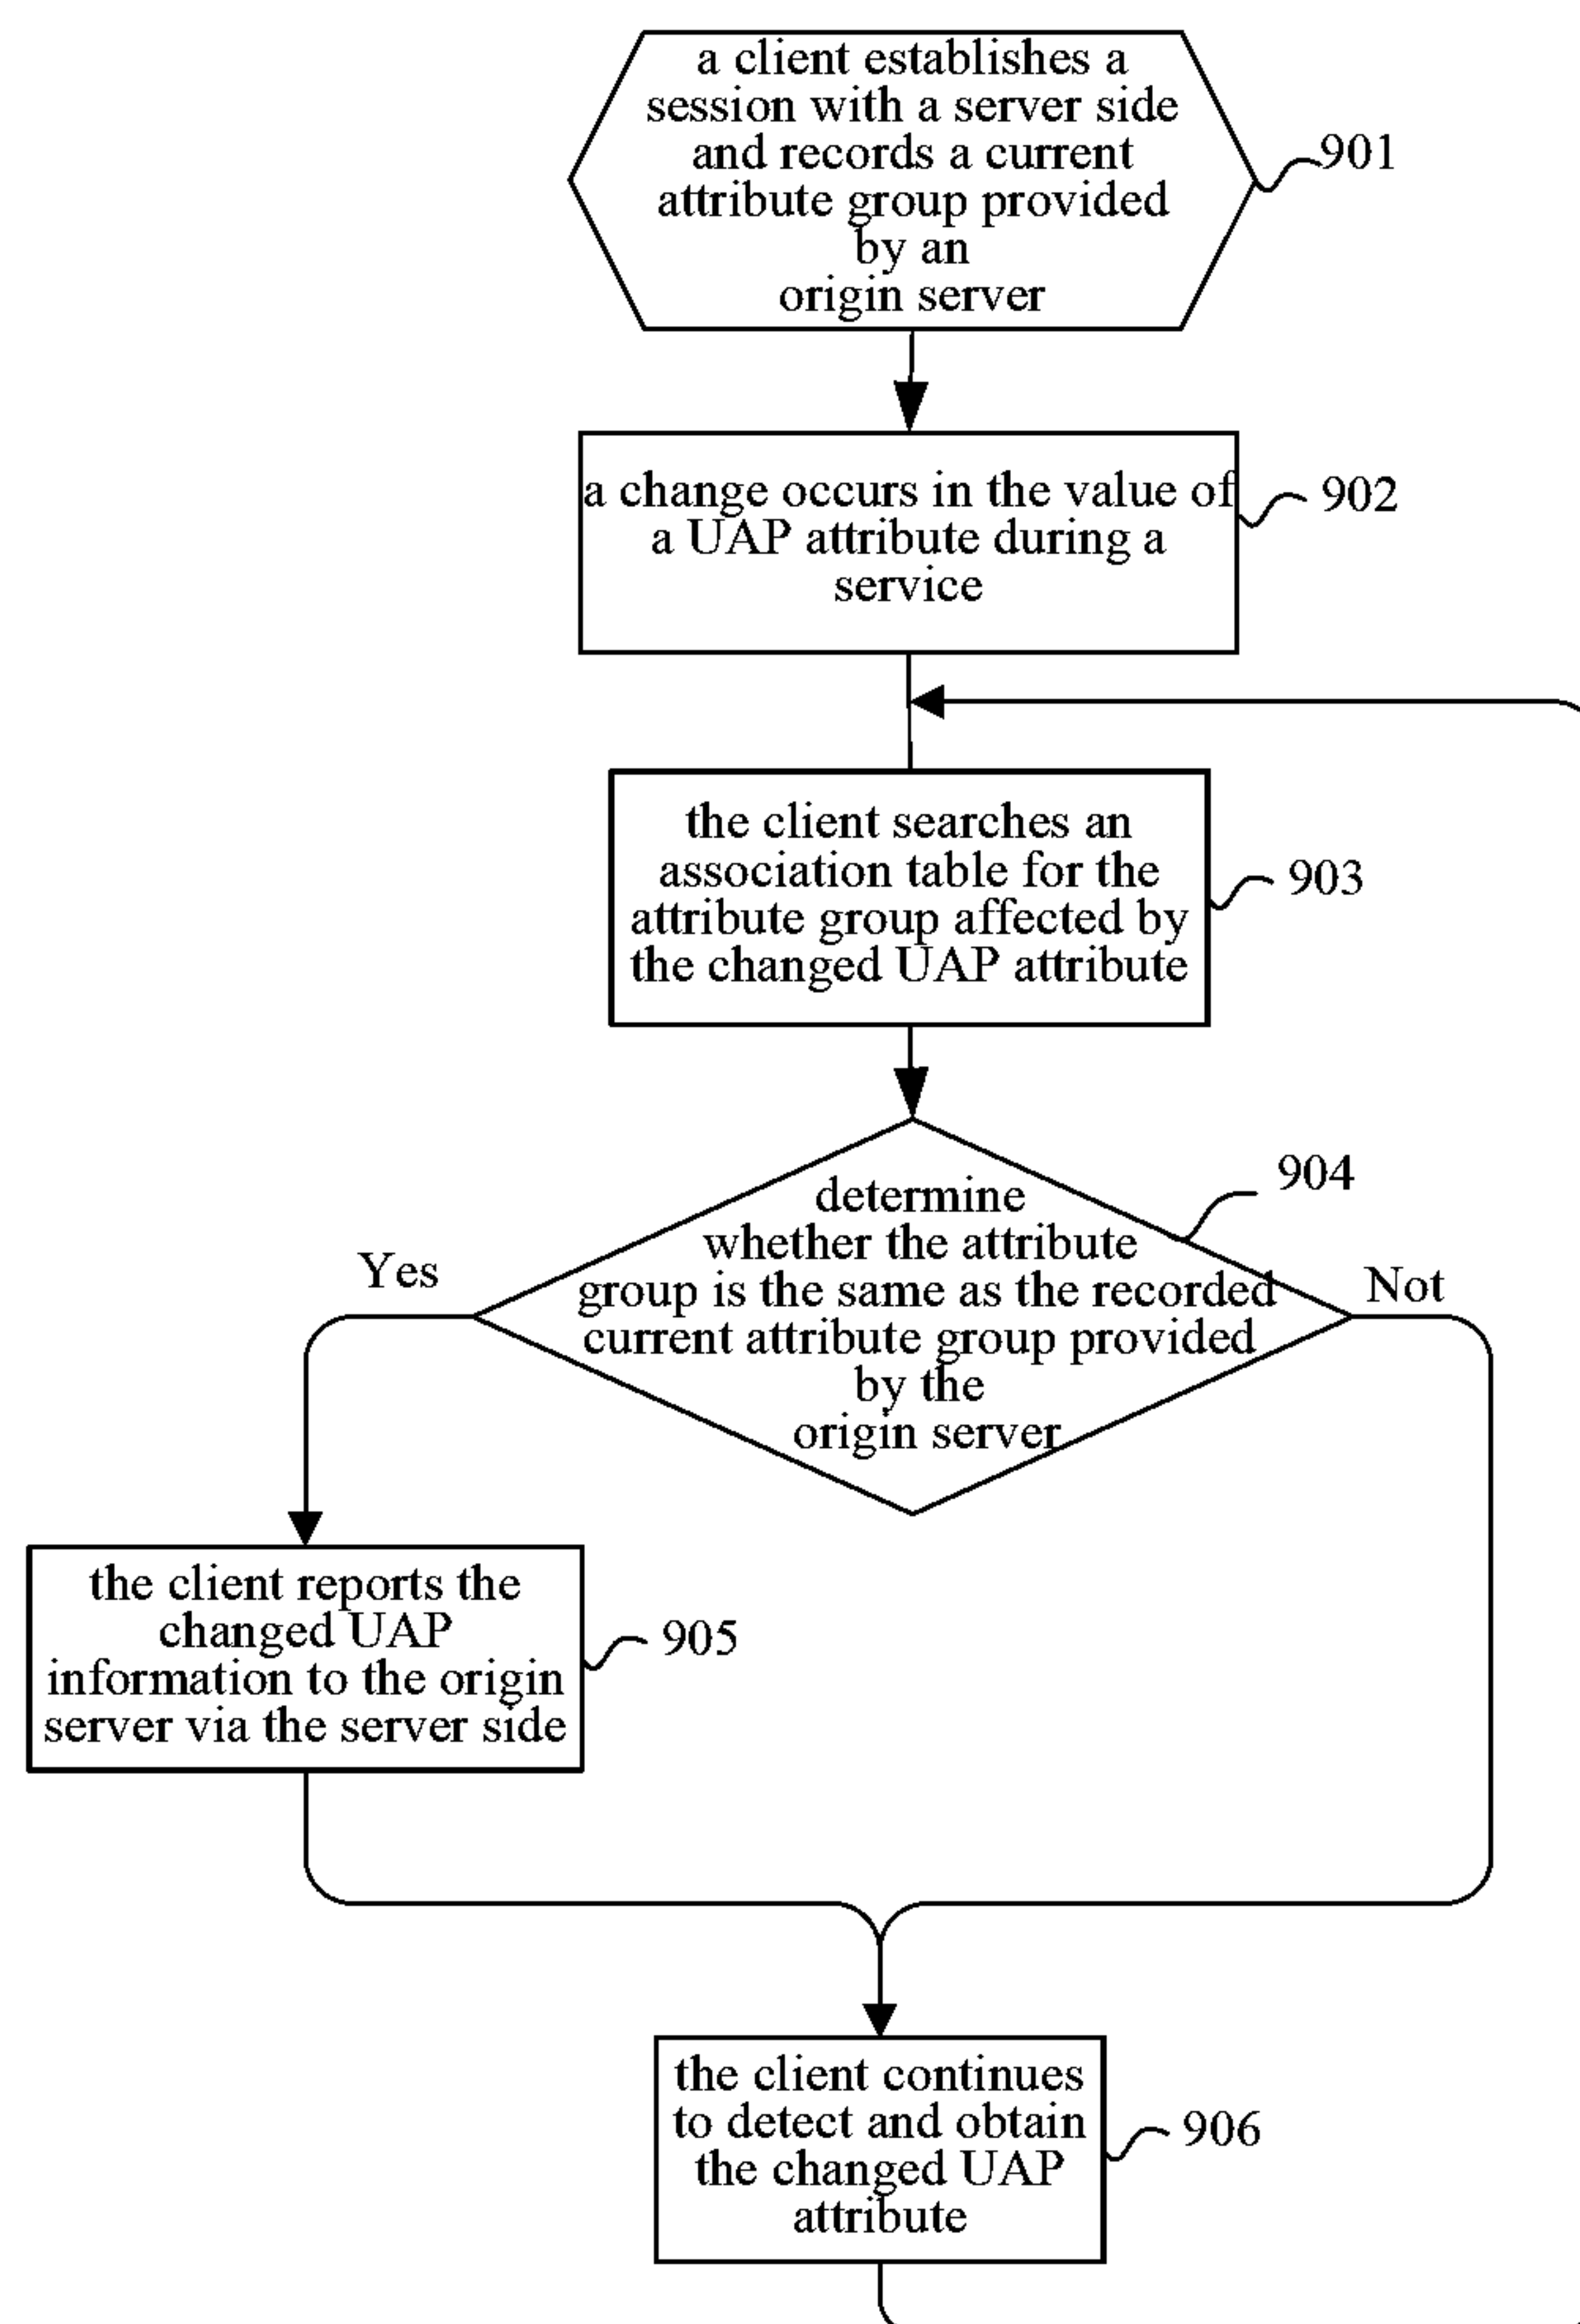 a client establishes a
session with a server side
and records a current
attribute group provided
by an
origin server
901
a change occurs in the value of
a UAP attribute during a
service
902
the client searches an
association table for the
attribute group affected by
the changed UAP attribute
903
determine
whether the attribute
group is the same as the recorded
current attribute group provided
by the
origin server
904
Yes
Not
the client reports the
changed UAP
information to the origin
server via the server side
905
the client continues
to detect and obtain
the changed UAP
attribute
906